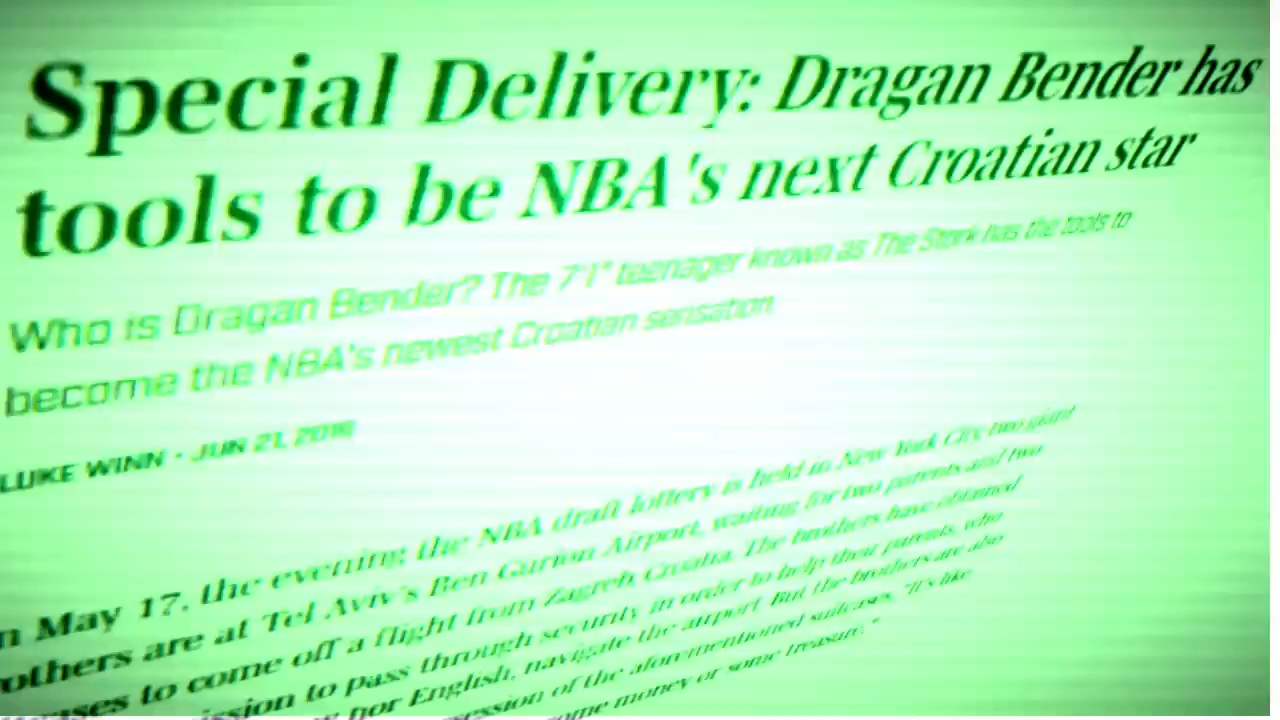 Special Delivery: Dragan Bender has
tools to be NBA's next Croatian star
Who is Dragan Bender? The 7'1" teenager known as The Stork has the tools to
become the NBA's newest Croatian sensation.
LUKE WINN · JUN 21, 2016
n May 17, the evening the NBA draft lottery is held in New York City, two giant
others are at Tel Aviv's Ben Gurion Airport, waiting for two parents and two
to come off a flight from Zagreb, Croatia. The brothers have obtained
ission to pass through security in order to help their parents, who
nor English, navigate the airport. But the brothers are also
session of the aforementioned suitcases. "It's like
some money or some treasure."